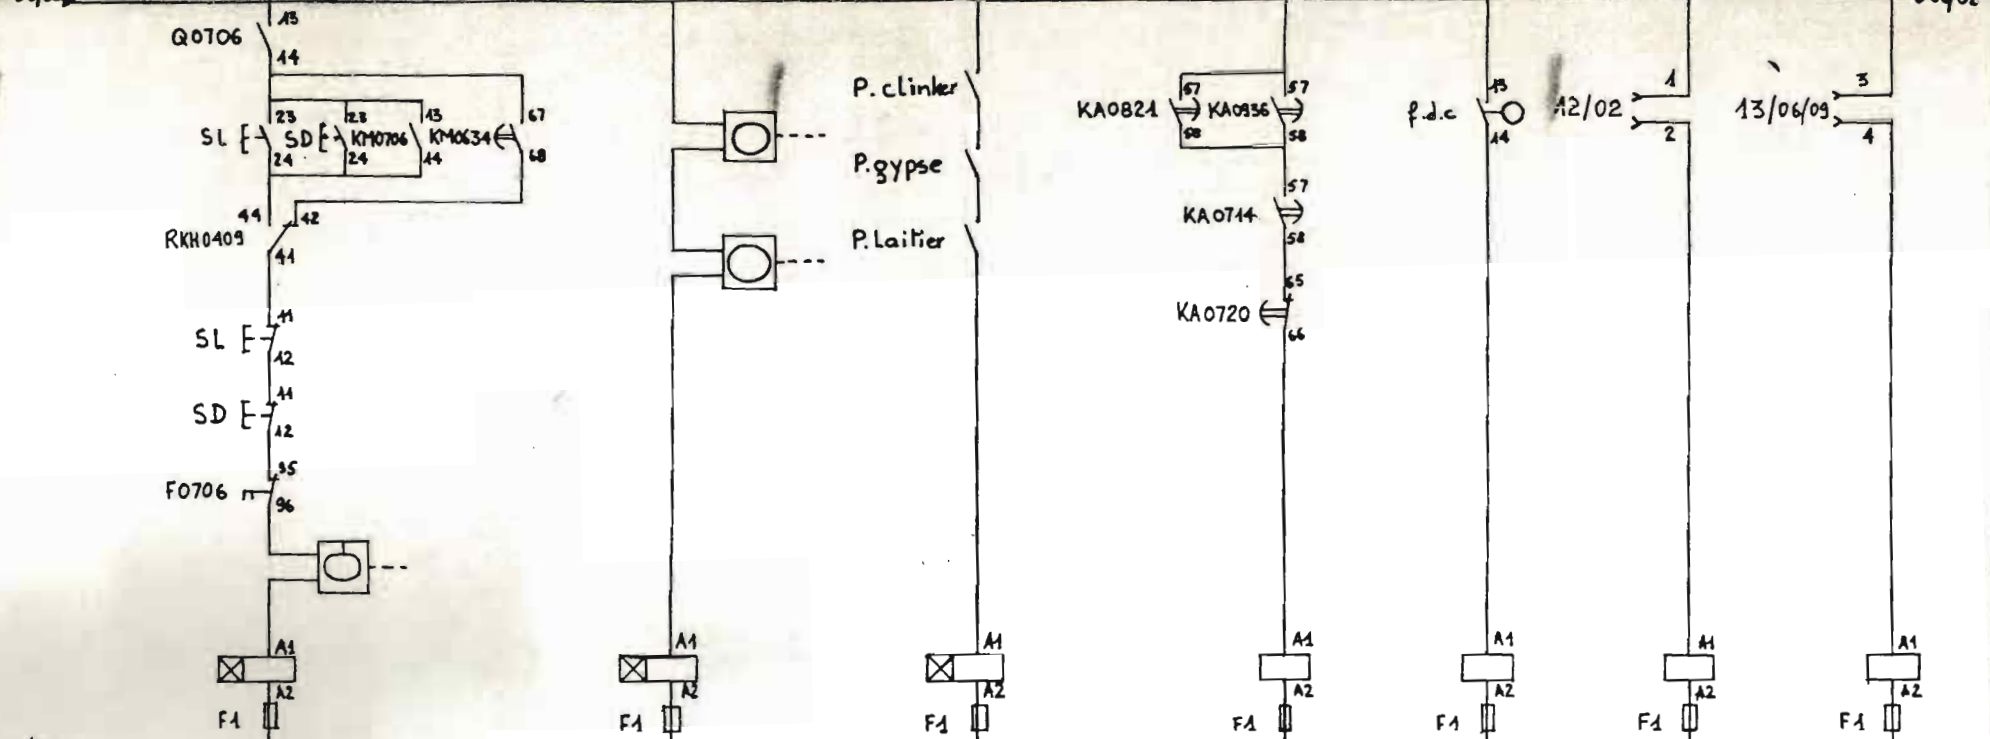 Q0706
13
44
SL
23
24
SD
23
24
KM0706
13
14
KM0634
67
68
RKH0409
44
42
41
SL
11
12
SD
11
12
F0706
95
96
A1
A2
F1
A1
A2
F1
P. clinker
P. gypse
P. Laitier
A1
A2
F1
KA0821
57
58
KA0936
57
58
KA0714
57
58
KA0720
65
66
A1
A2
F1
f.d.c
13
14
A1
A2
F1
12/02
1
2
A1
A2
F1
13/06/09
3
4
A1
A2
F1